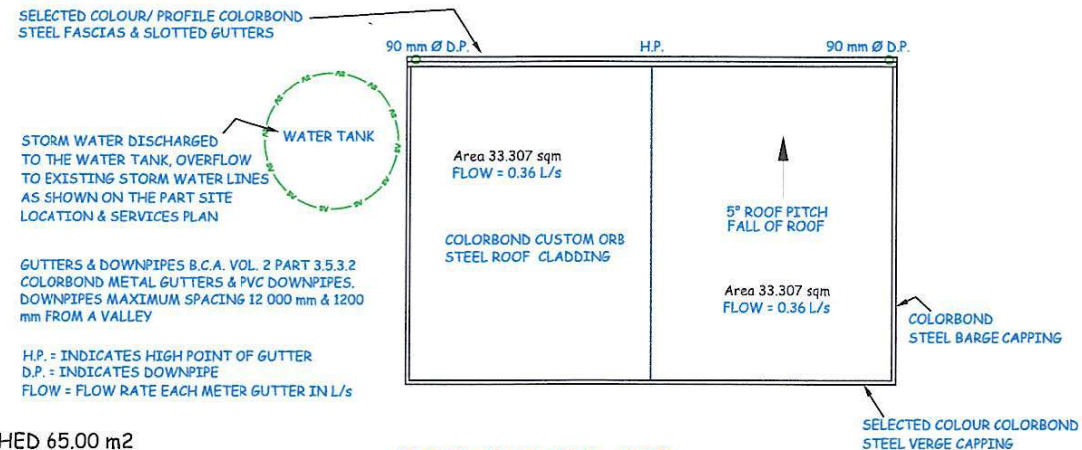 SELECTED COLOUR/ PROFILE COLORBOND
STEEL FASCIAS & SLOTTED GUTTERS
90 mm Ø D.P.
H.P.
90 mm Ø D.P.
WATER TANK
STORM WATER DISCHARGED
TO THE WATER TANK, OVERFLOW
TO EXISTING STORM WATER LINES
AS SHOWN ON THE PART SITE
LOCATION & SERVICES PLAN
Area 33.307 sqm
FLOW = 0.36 L/s
5° ROOF PITCH
FALL OF ROOF
COLORBOND CUSTOM ORB
STEEL ROOF CLADDING
GUTTERS & DOWNPIPES B.C.A. VOL. 2 PART 3.5.3.2
COLORBOND METAL GUTTERS & PVC DOWNPIPES.
DOWNPIPES MAXIMUM SPACING 12 000 mm & 1200
mm FROM A VALLEY
Area 33.307 sqm
FLOW = 0.36 L/s
COLORBOND
STEEL BARGE CAPPING
H.P. = INDICATES HIGH POINT OF GUTTER
D.P. = INDICATES DOWNPIPE
FLOW = FLOW RATE EACH METER GUTTER IN L/s
SELECTED COLOUR COLORBOND
STEEL VERGE CAPPING
HED 65.00 m2